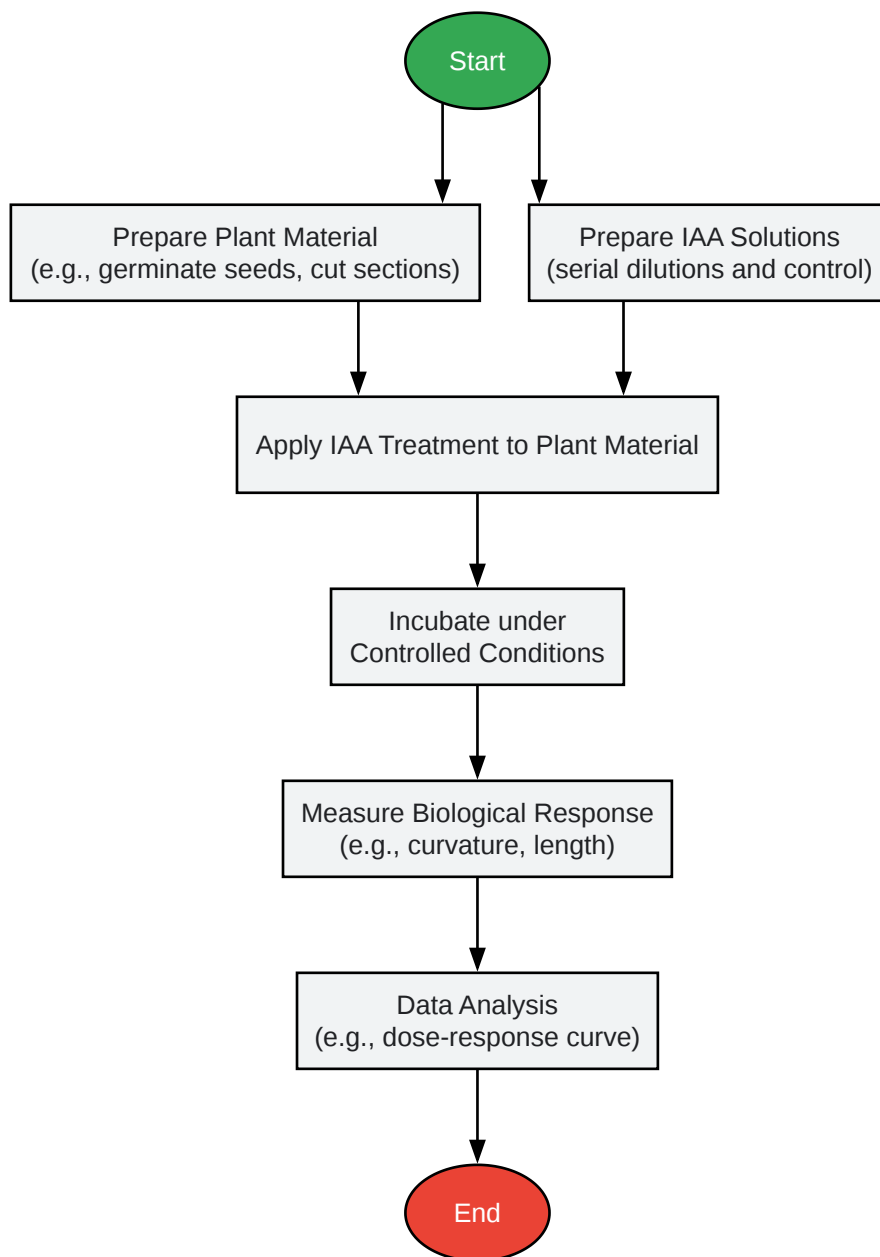 Start
Prepare Plant Material
(e.g., germinate seeds, cut sections)
Prepare IAA Solutions
(serial dilutions and control)
Apply IAA Treatment to Plant Material
Incubate under
Controlled Conditions
Measure Biological Response
(e.g., curvature, length)
Data Analysis
(e.g., dose-response curve)
End